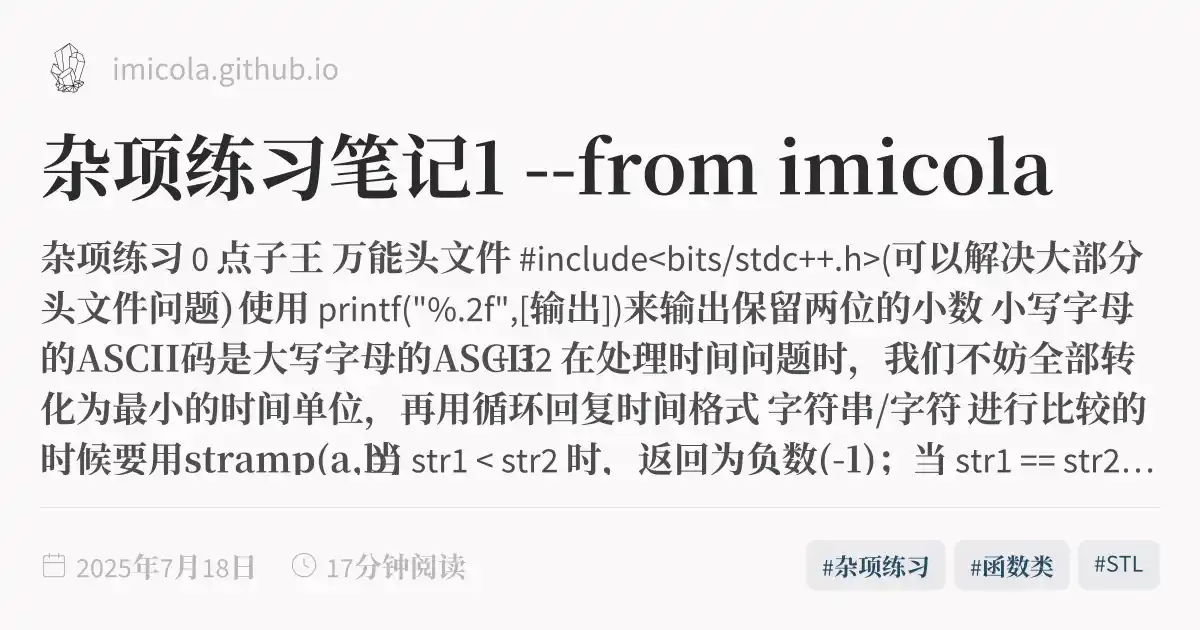 imicola.github.io
杂项练习笔记1 --from imicola
杂项练习 0 点子王 万能头文件 #include<bits/stdc++.h>(可以解决大部分
头文件问题) 使用 printf("%.2f",[输出])来输出保留两位的小数 小写字母
的ASCII码是大写字母的ASCII+32 在处理时间问题时，我们不妨全部转
化为最小的时间单位，再用循环回复时间格式 字符串/字符 进行比较的
时候要用stramp(a,b)当 str1 < str2 时，返回为负数(-1)；当 str1 == str2…
2025年7月18日 17分钟阅读 #杂项练习 #函数类 #STL